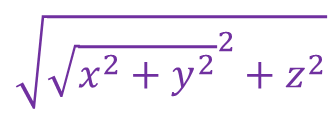 √(√(x² + y²)² + z²)